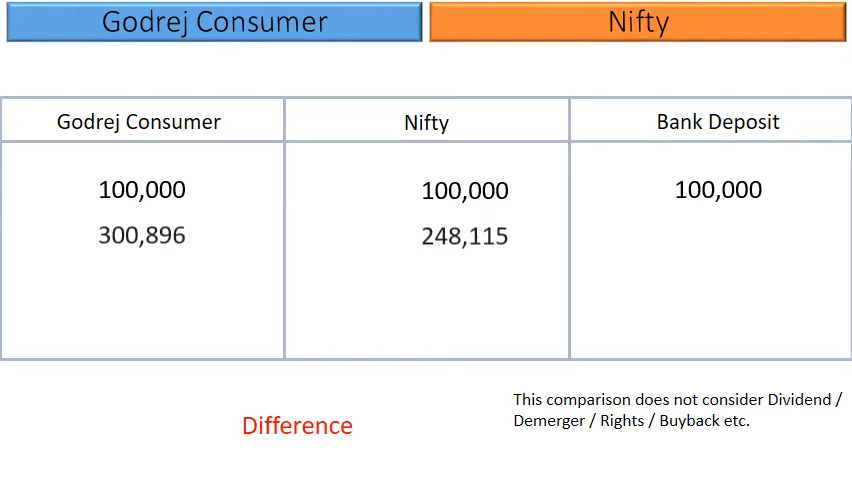 Godrej Consumer
Nifty
Godrej Consumer
Nifty
Bank Deposit
100,000
100,000
100,000
300,896
248,115
Difference
This comparison does not consider Dividend /
Demerger / Rights / Buyback etc.